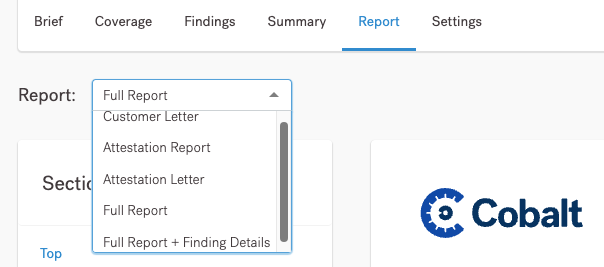 Brief Coverage Findings Summary Report Settings
Report: Full Report
Customer Letter
Attestation Report
Attestation Letter
Full Report
Full Report + Finding Details
Sectio
Top
Cobalt